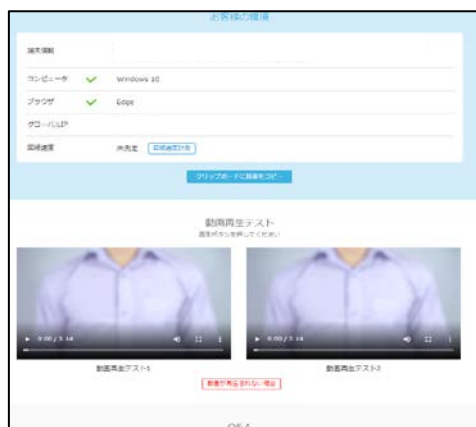 お客様の環境
端末情報
コンピュータ Windows 10
ブラウザ Edge
グローバルIP
回線速度 未測定 回線速度計測
クリップボードに結果をコピー
動画再生テスト
再生ボタンを押してください
0:00 / 3:14 0:00 / 3:14
動画再生テスト1 動画再生テスト2
動画が再生されない場合
Q&A